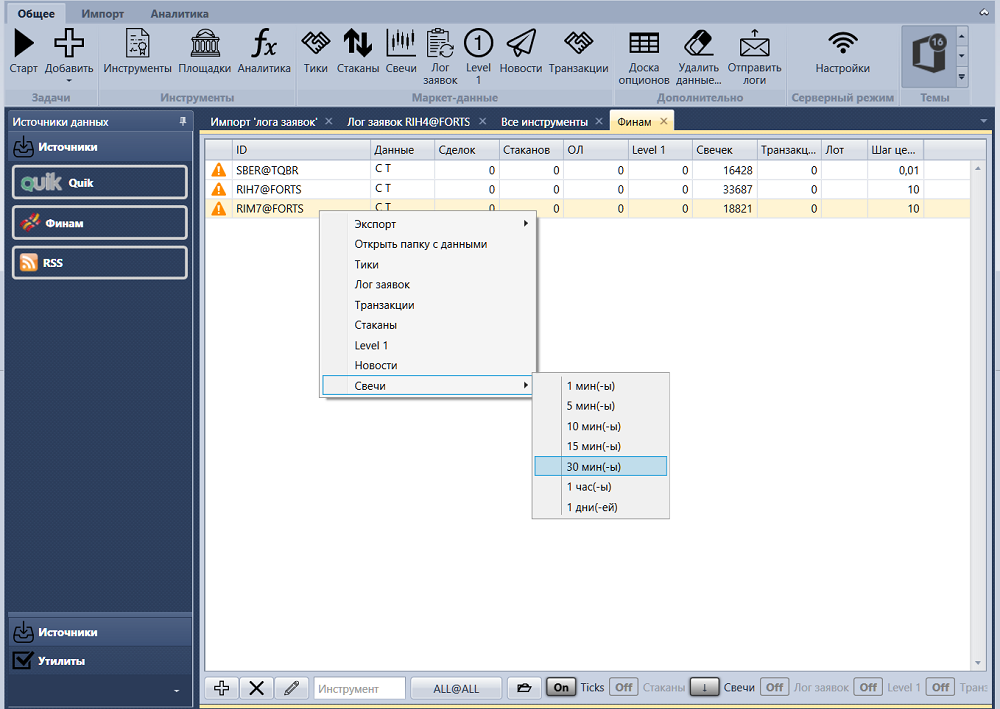 Общее Импорт Аналитика
Старт Добавить Инструменты Площадки Аналитика Тики Стаканы Свечи Лог заявок Level 1 Новости Транзакции Доска опционов Удалить данные... Отправить логи Настройки 16
Задачи Инструменты Маркет-данные Дополнительно Серверный режим Темы
Источники данных
Источники
QUIK Quik
Финам
RSS
Источники
Утилиты
Импорт 'лога заявок' Лог заявок RIH4@FORTS Все инструменты Финам
ID Данные Сделок Стаканов ОЛ Level 1 Свечек Транзакц... Лот Шаг це...
SBER@TQBR С Т 0 0 0 0 16428 0 0,01
RIH7@FORTS С Т 0 0 0 0 33687 0 10
RIM7@FORTS С Т 0 0 0 0 18821 0 10
Экспорт
Открыть папку с данными
Тики
Лог заявок
Транзакции
Стаканы
Level 1
Новости
Свечи
1 мин(-ы)
5 мин(-ы)
10 мин(-ы)
15 мин(-ы)
30 мин(-ы)
1 час(-ы)
1 дни(-ей)
Инструмент ALL@ALL On Ticks Off Стаканы Свечи Off Лог заявок Off Level 1 Off Тран